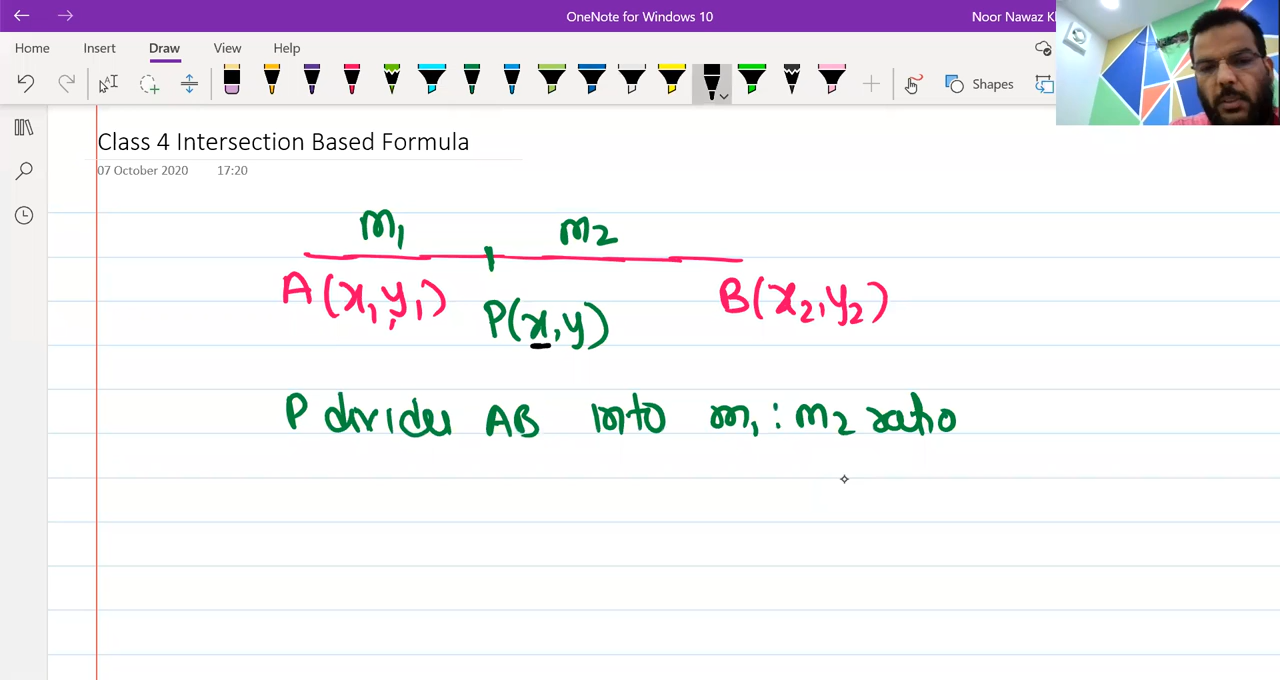 OneNote for Windows 10
Noor Nawaz Kh
Home Insert Draw View Help
Shapes
Class 4 Intersection Based Formula
07 October 2020 17:20
m₁ m₂
A(x₁,y₁) P(x,y) B(x₂,y₂)
P divides AB into m₁ : m₂ ratio